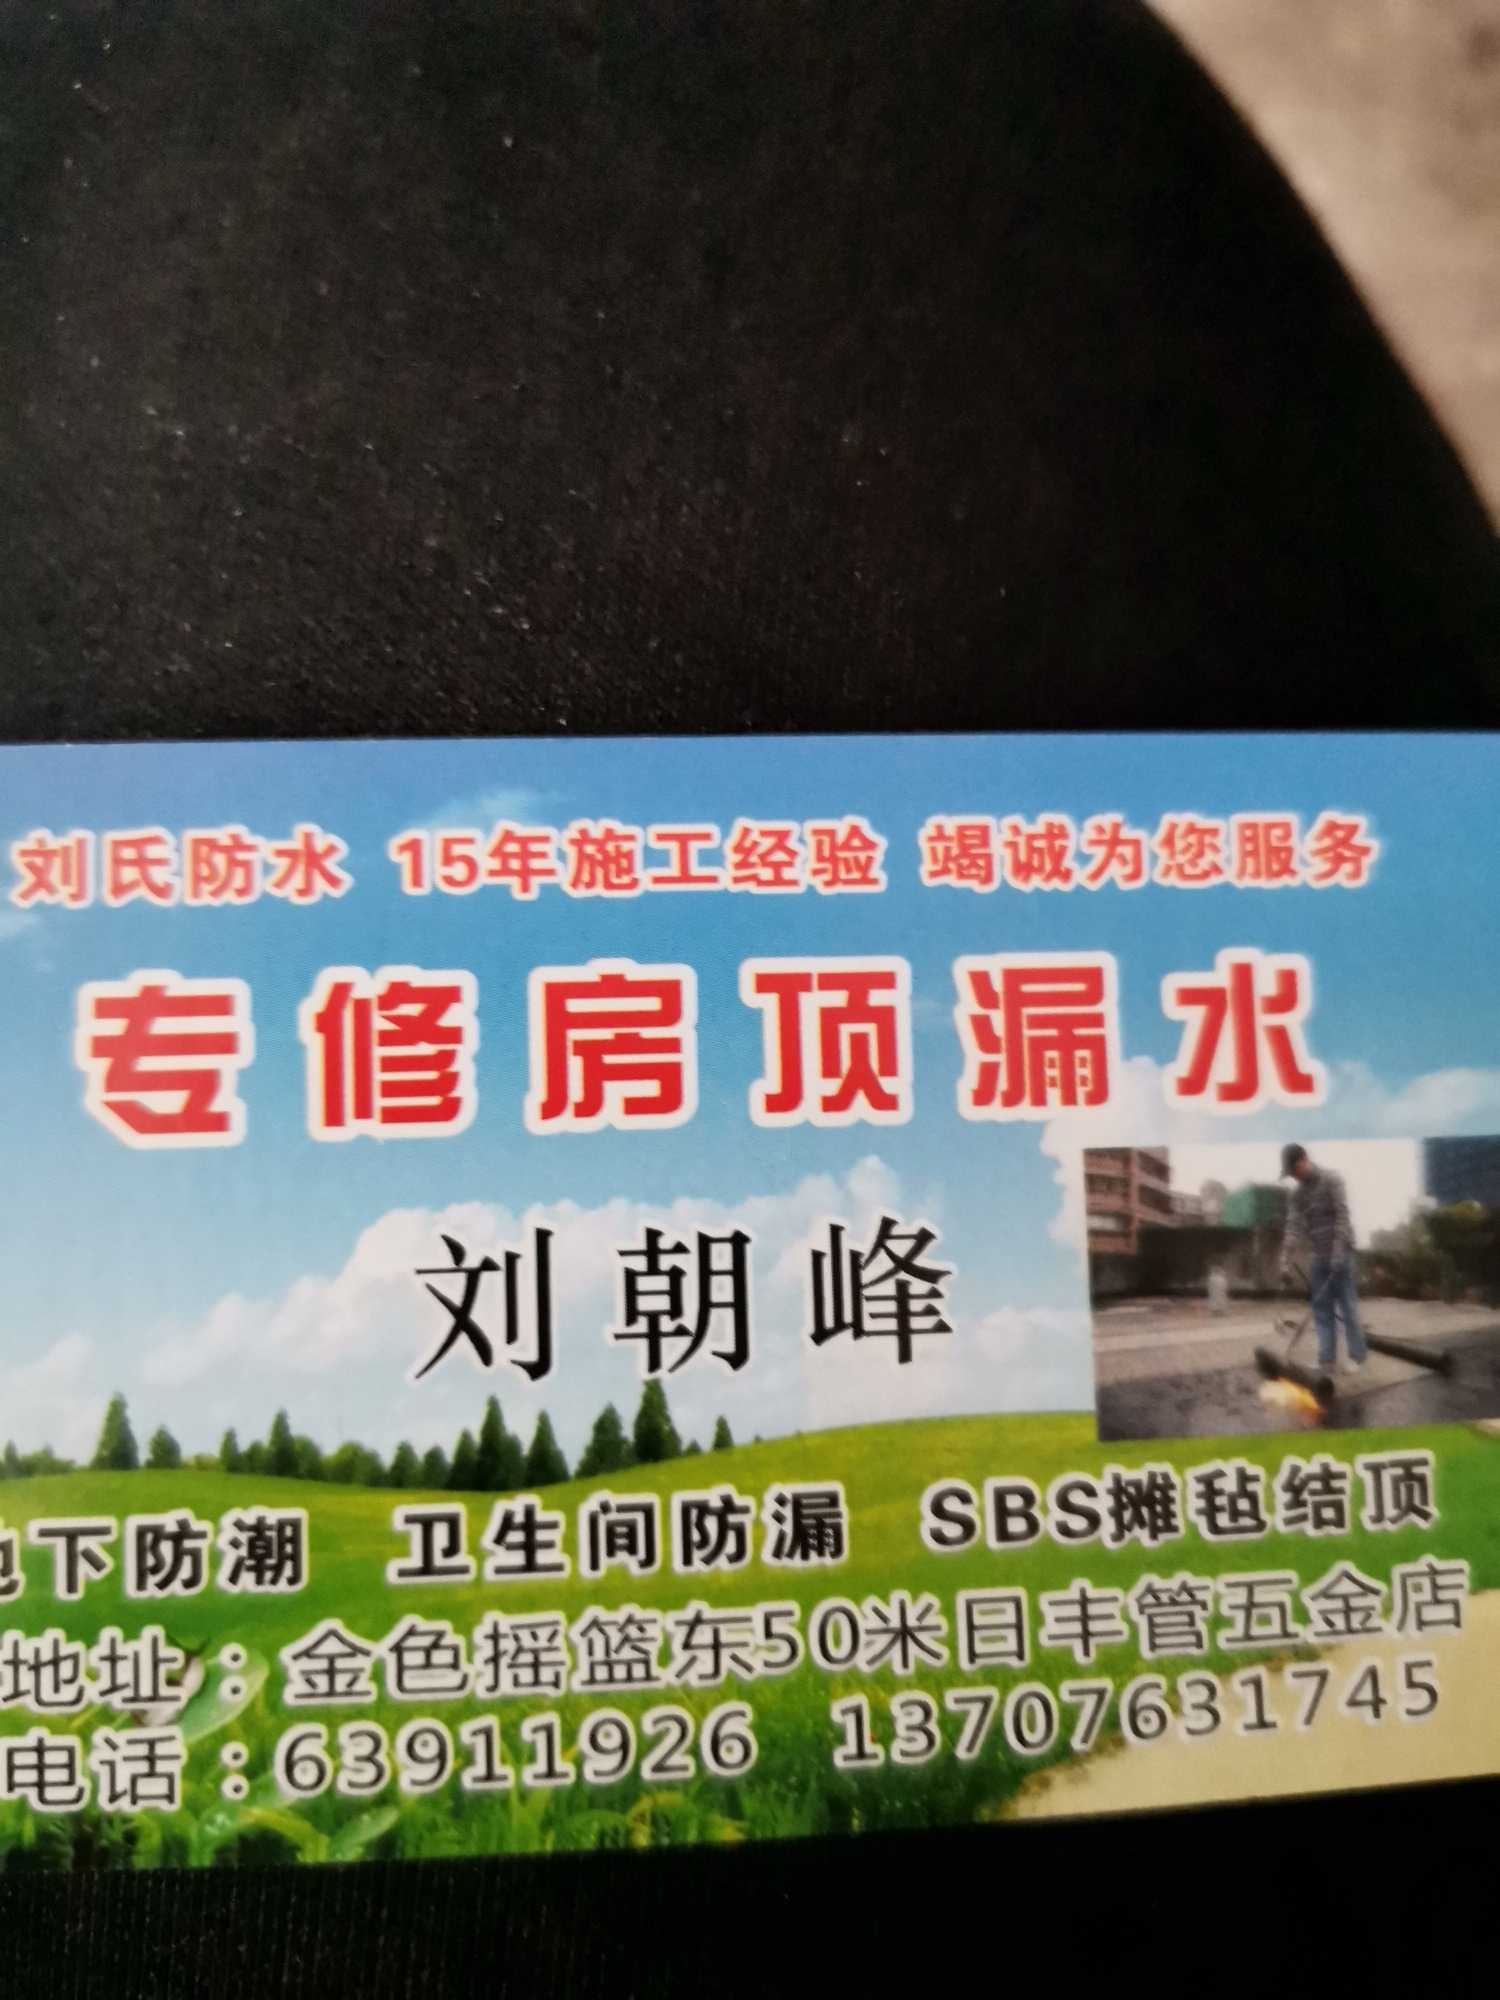 刘氏防水 15年施工经验 竭诚为您服务
专修房顶漏水
刘朝峰
地下防潮 卫生间防漏 SBS摊毡结顶
地址：金色摇篮东50米日丰管五金店
电话：63911926 13707631745